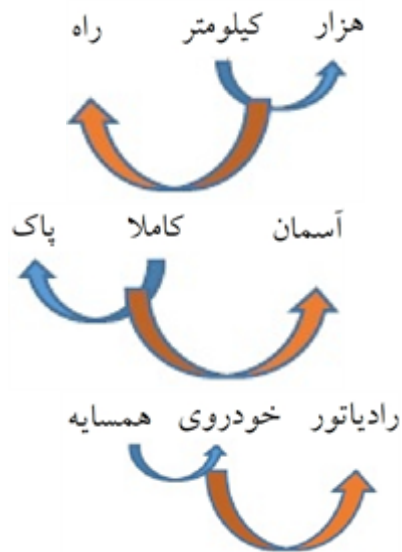 هزار کیلومتر راه
آسمان کاملا پاک
رادیاتور خودروی همسایه